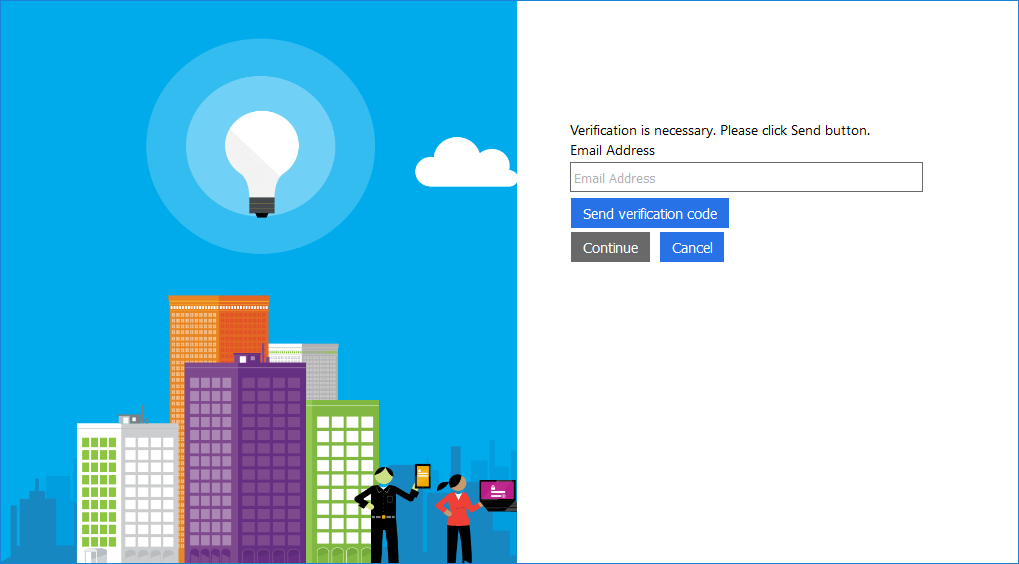 Verification is necessary. Please click Send button.
Email Address
Email Address
Send verification code
Continue
Cancel